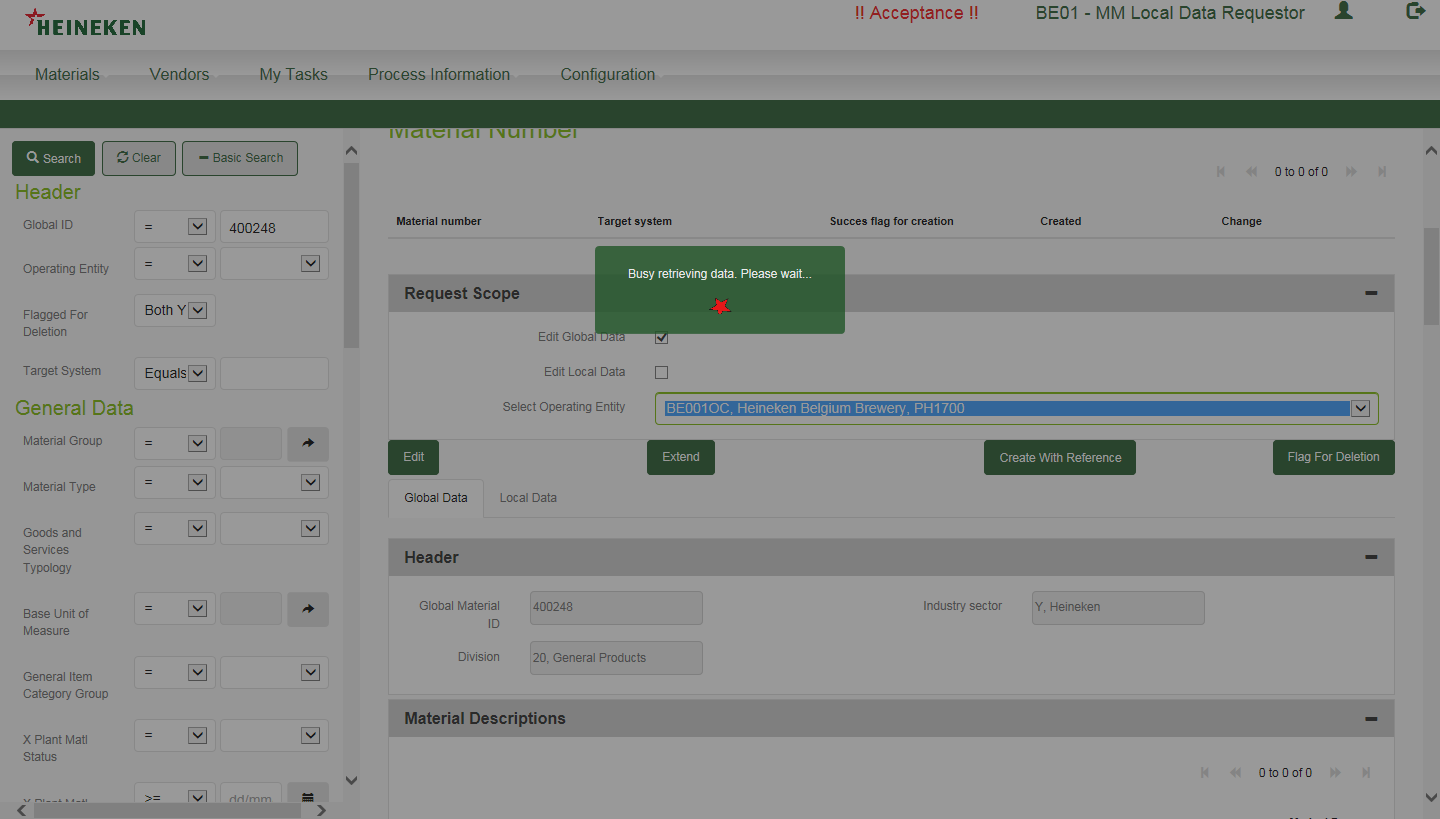 HEINEKEN
!! Acceptance !!
BE01 - MM Local Data Requestor
Materials
Vendors
My Tasks
Process Information
Configuration
Search
Clear
Basic Search
Header
Global ID
=
400248
Operating Entity
=
Flagged For
Deletion
Both Y
Target System
Equals
General Data
Material Group
=
Material Type
=
Goods and
Services
Typology
=
Base Unit of
Measure
=
General Item
Category Group
=
X Plant Matl
Status
=
X Plant Matl
>=
dd/mm
Material Number
0 to 0 of 0
Material number
Target system
Succes flag for creation
Created
Change
Busy retrieving data. Please wait...
Request Scope
Edit Global Data
Edit Local Data
Select Operating Entity
BE001OC, Heineken Belgium Brewery, PH1700
Edit
Extend
Create With Reference
Flag For Deletion
Global Data
Local Data
Header
Global Material
ID
400248
Industry sector
Y, Heineken
Division
20, General Products
Material Descriptions
0 to 0 of 0